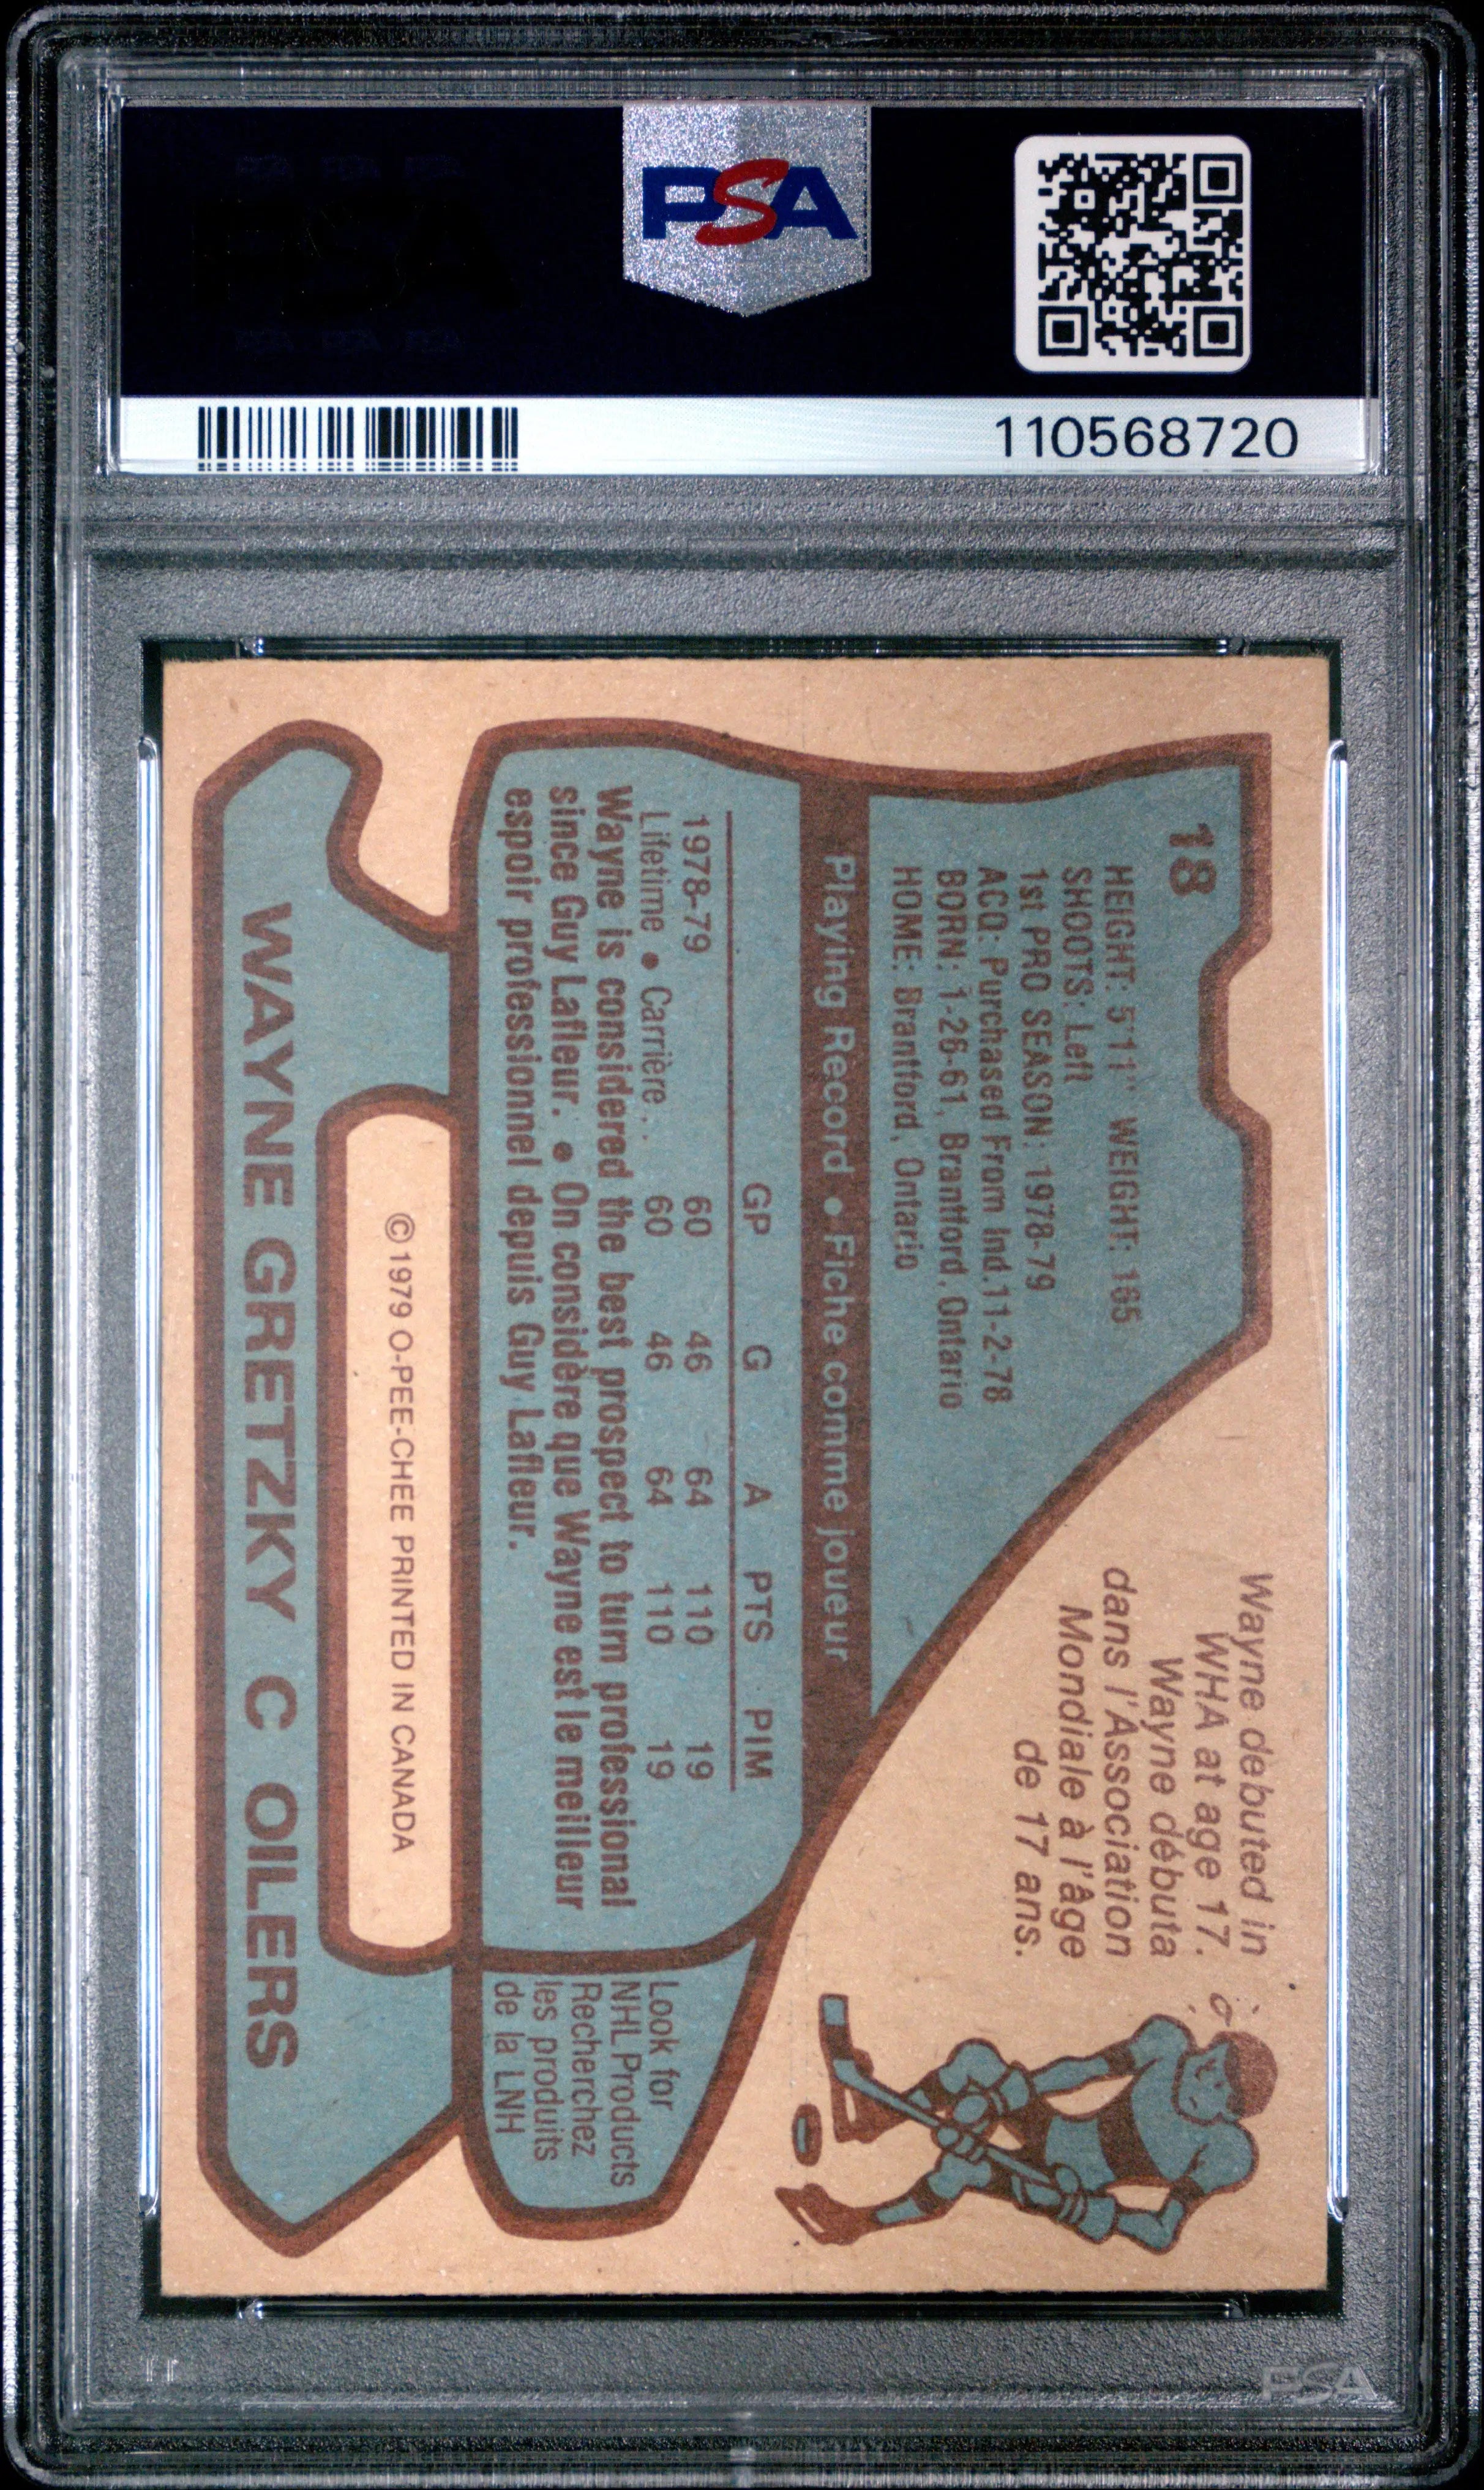 PSA
110568720
18
HEIGHT: 5'11" WEIGHT: 165
SHOOTS: Left
1st PRO SEASON: 1978-79
ACQ: Purchased From Ind.11-2-78
BORN: 1-26-61, Brantford, Ontario
HOME: Brantford, Ontario
Wayne debuted in
WHA at age 17.
Wayne débuta
dans l'Association
Mondiale à l'âge
de 17 ans.
Playing Record • Fiche comme joueur
GP G A PTS PIM
1978-79 60 46 64 110 19
Lifetime • Carrière . . 60 46 64 110 19
Wayne is considered the best prospect to turn professional
since Guy Lafleur. • On considère que Wayne est le meilleur
espoir professionnel depuis Guy Lafleur.
Look for
NHL Products
Recherchez
les produits
de la LNH
©1979 O-PEE-CHEE PRINTED IN CANADA
WAYNE GRETZKY C OILERS
PSA